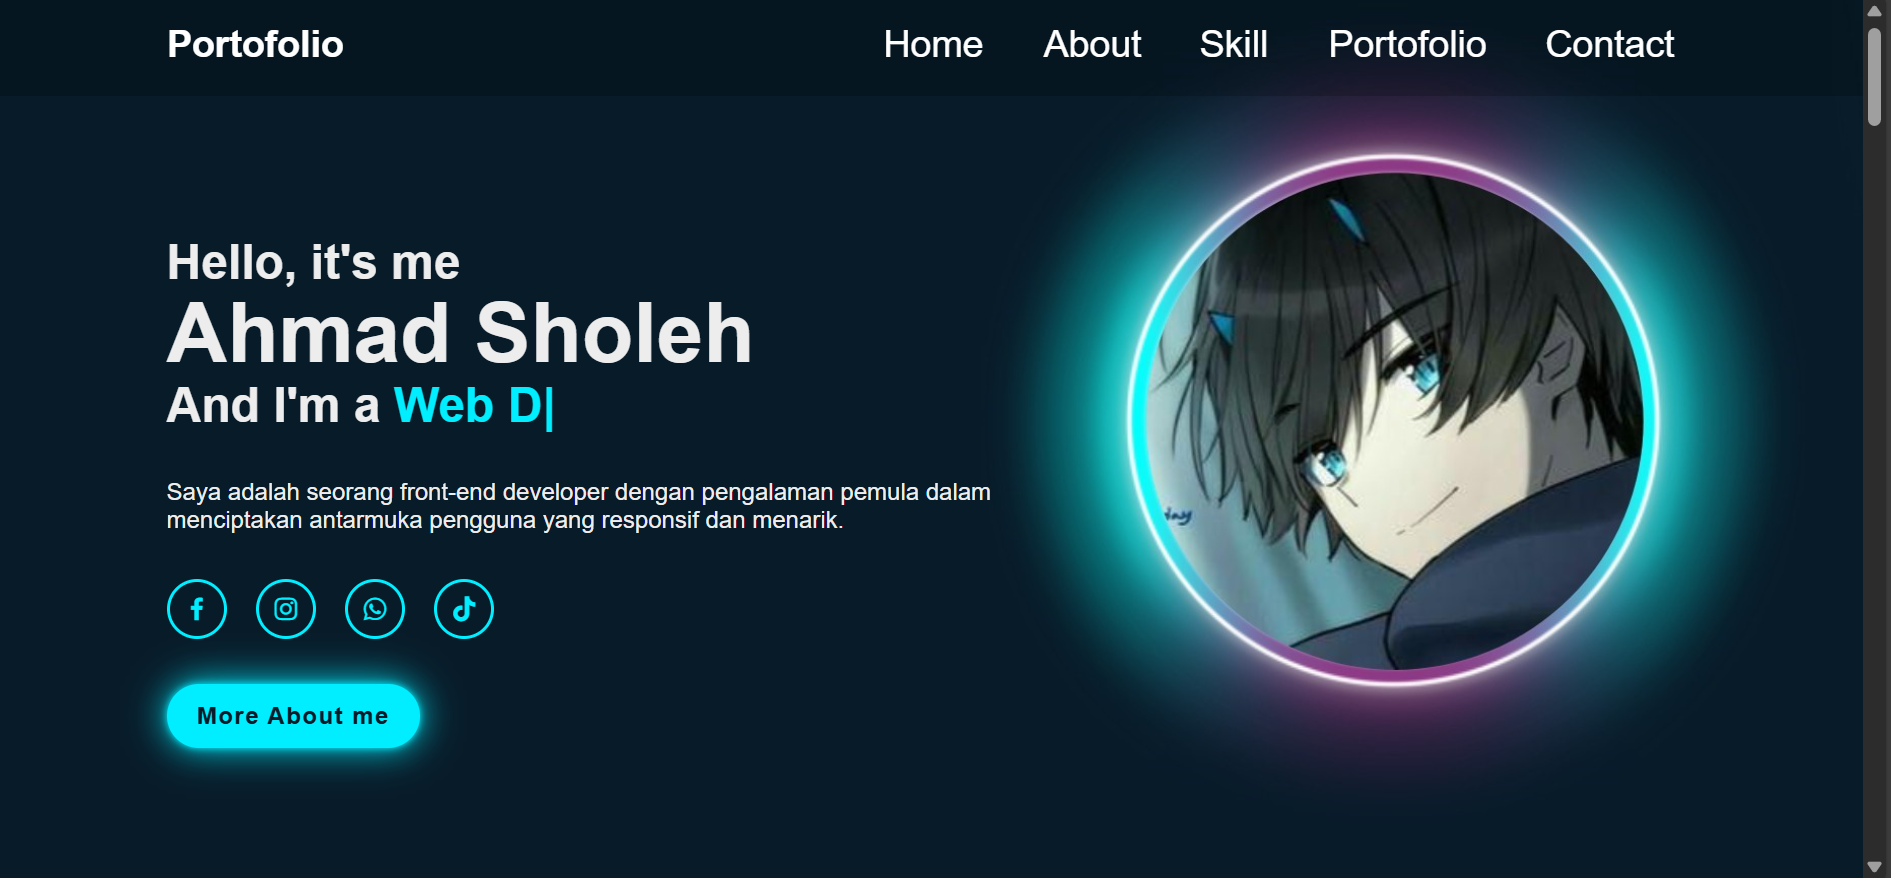 Portofolio
Home About Skill Portofolio Contact
Hello, it's me
Ahmad Sholeh
And I'm a Web D|
Saya adalah seorang front-end developer dengan pengalaman pemula dalam
menciptakan antarmuka pengguna yang responsif dan menarik.
More About me